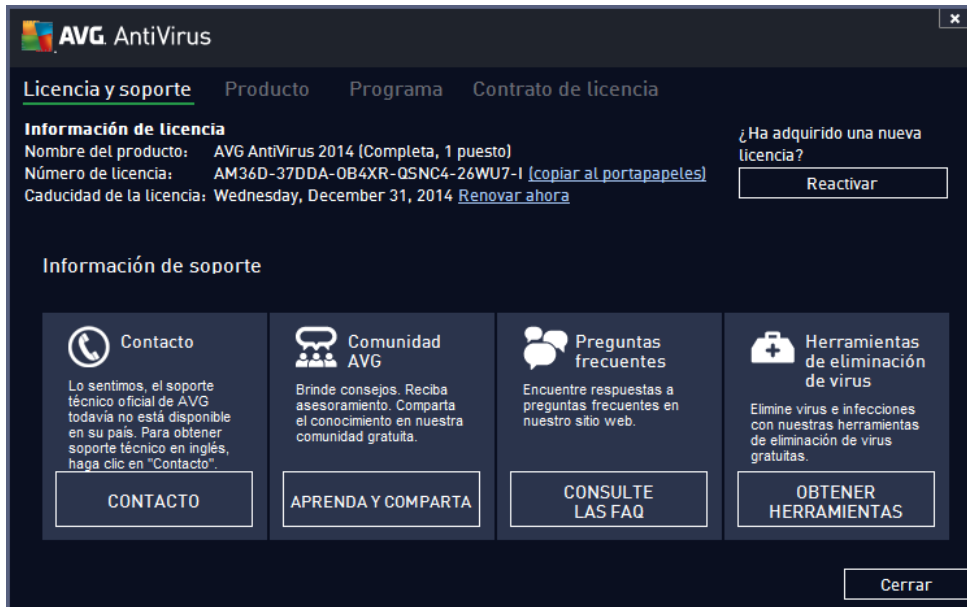 AVG. AntiVirus
x
Licencia y soporte Producto Programa Contrato de licencia
Información de licencia
Nombre del producto: AVG AntiVirus 2014 (Completa, 1 puesto)
Número de licencia: AM36D-37DDA-OB4XR-QSNC4-26WU7-I (copiar al portapapeles)
Caducidad de la licencia: Wednesday, December 31, 2014 Renovar ahora
¿Ha adquirido una nueva
licencia?
Reactivar
Información de soporte
Contacto
Lo sentimos, el soporte
técnico oficial de AVG
todavía no está disponible
en su país. Para obtener
soporte técnico en inglés,
haga clic en "Contacto".
CONTACTO
Comunidad
AVG
Brinde consejos. Reciba
asesoramiento. Comparta
el conocimiento en nuestra
comunidad gratuita.
APRENDA Y COMPARTA
Preguntas
frecuentes
Encuentre respuestas a
preguntas frecuentes en
nuestro sitio web.
CONSULTE
LAS FAQ
Herramientas
de eliminación
de virus
Elimine virus e infecciones
con nuestras herramientas
de eliminación de virus
gratuitas.
OBTENER
HERRAMIENTAS
Cerrar